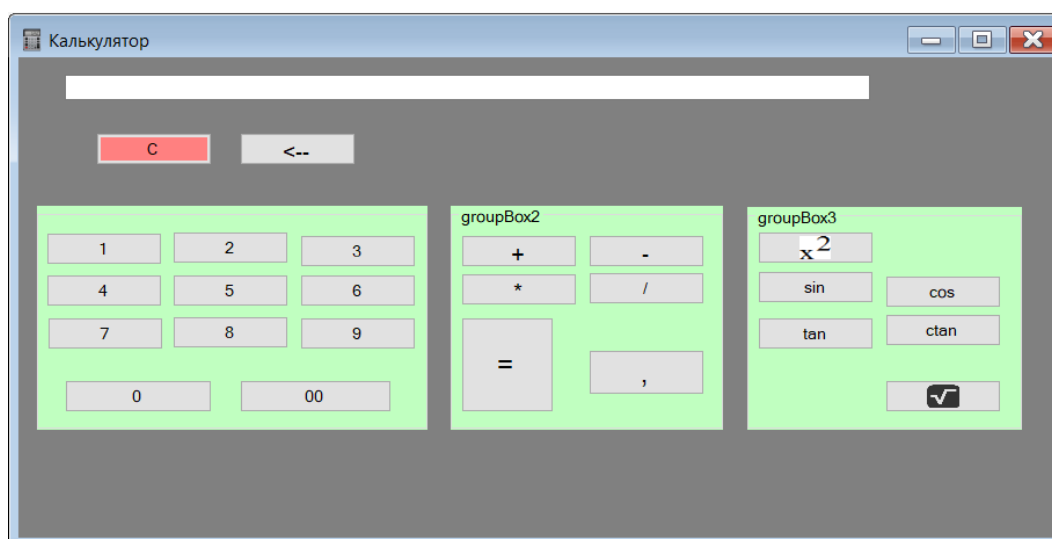 Калькулятор
C <--
groupBox2 groupBox3
1 2 3 + - x2
4 5 6 * / sin cos
7 8 9 = , tan ctan
0 00 √